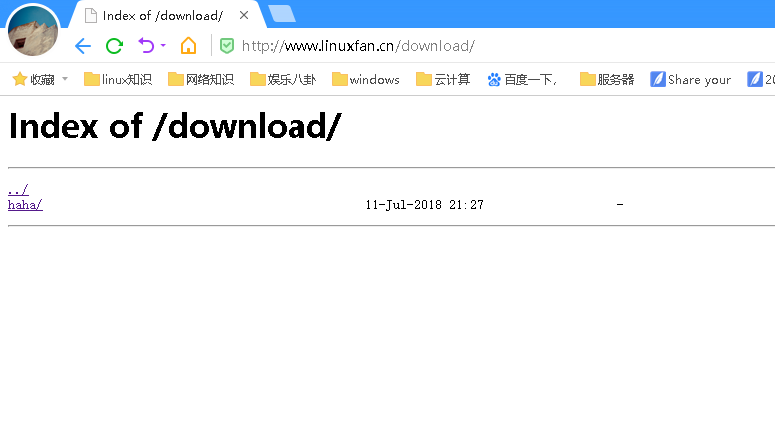 Index of /download/
http://www.linuxfan.cn/download/
收藏 linux知识 网络知识 娱乐八卦 windows 云计算 百度一下， 服务器 Share your 20
Index of /download/
../
haha/ 11-Jul-2018 21:27 -